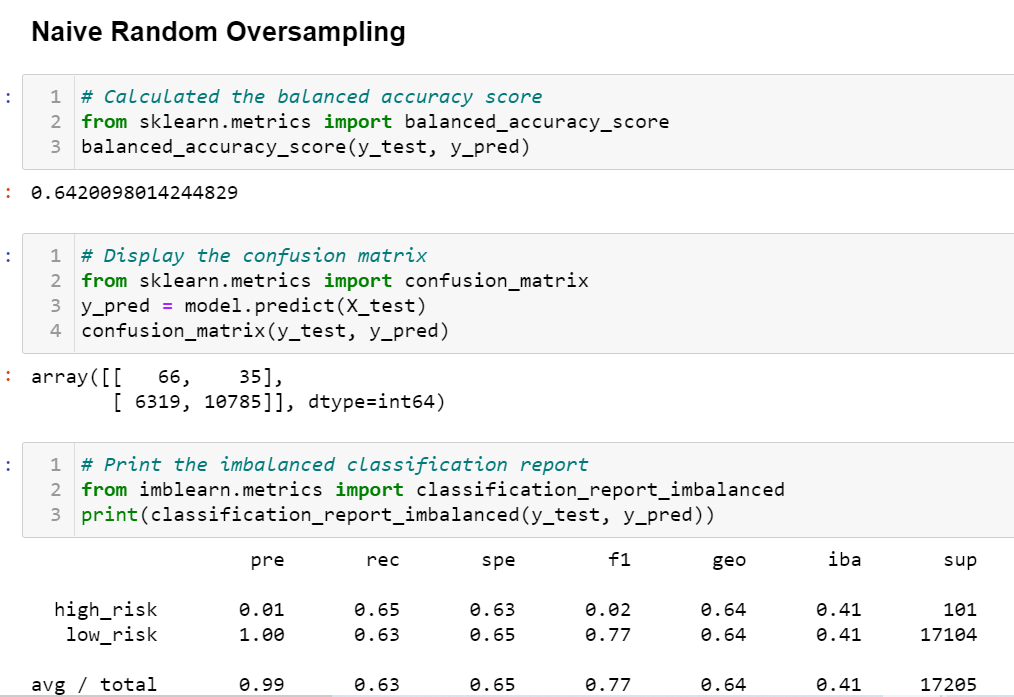 Naive Random Oversampling
: 1 # Calculated the balanced accuracy score
2 from sklearn.metrics import balanced_accuracy_score
3 balanced_accuracy_score(y_test, y_pred)
: 0.6420098014244829
: 1 # Display the confusion matrix
2 from sklearn.metrics import confusion_matrix
3 y_pred = model.predict(X_test)
4 confusion_matrix(y_test, y_pred)
: array([[   66,    35],
       [ 6319, 10785]], dtype=int64)
: 1 # Print the imbalanced classification report
2 from imblearn.metrics import classification_report_imbalanced
3 print(classification_report_imbalanced(y_test, y_pred))
pre rec spe f1 geo iba sup
high_risk 0.01 0.65 0.63 0.02 0.64 0.41 101
low_risk 1.00 0.63 0.65 0.77 0.64 0.41 17104
avg / total 0.99 0.63 0.65 0.77 0.64 0.41 17205